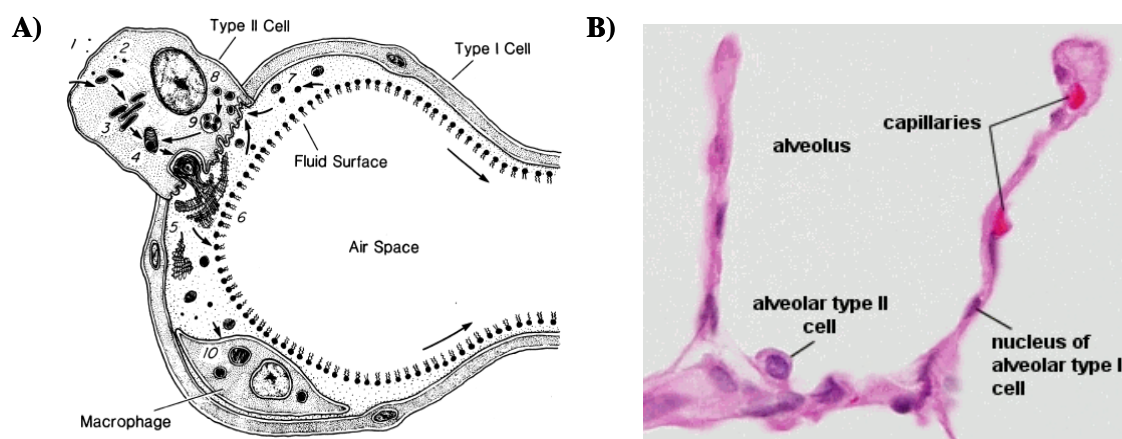 A)
Type II Cell
Type I Cell
1
2
3
4
5
6
7
8
9
10
Fluid Surface
Air Space
Macrophage
B)
capillaries
alveolus
alveolar type II
cell
nucleus of
alveolar type I
cell